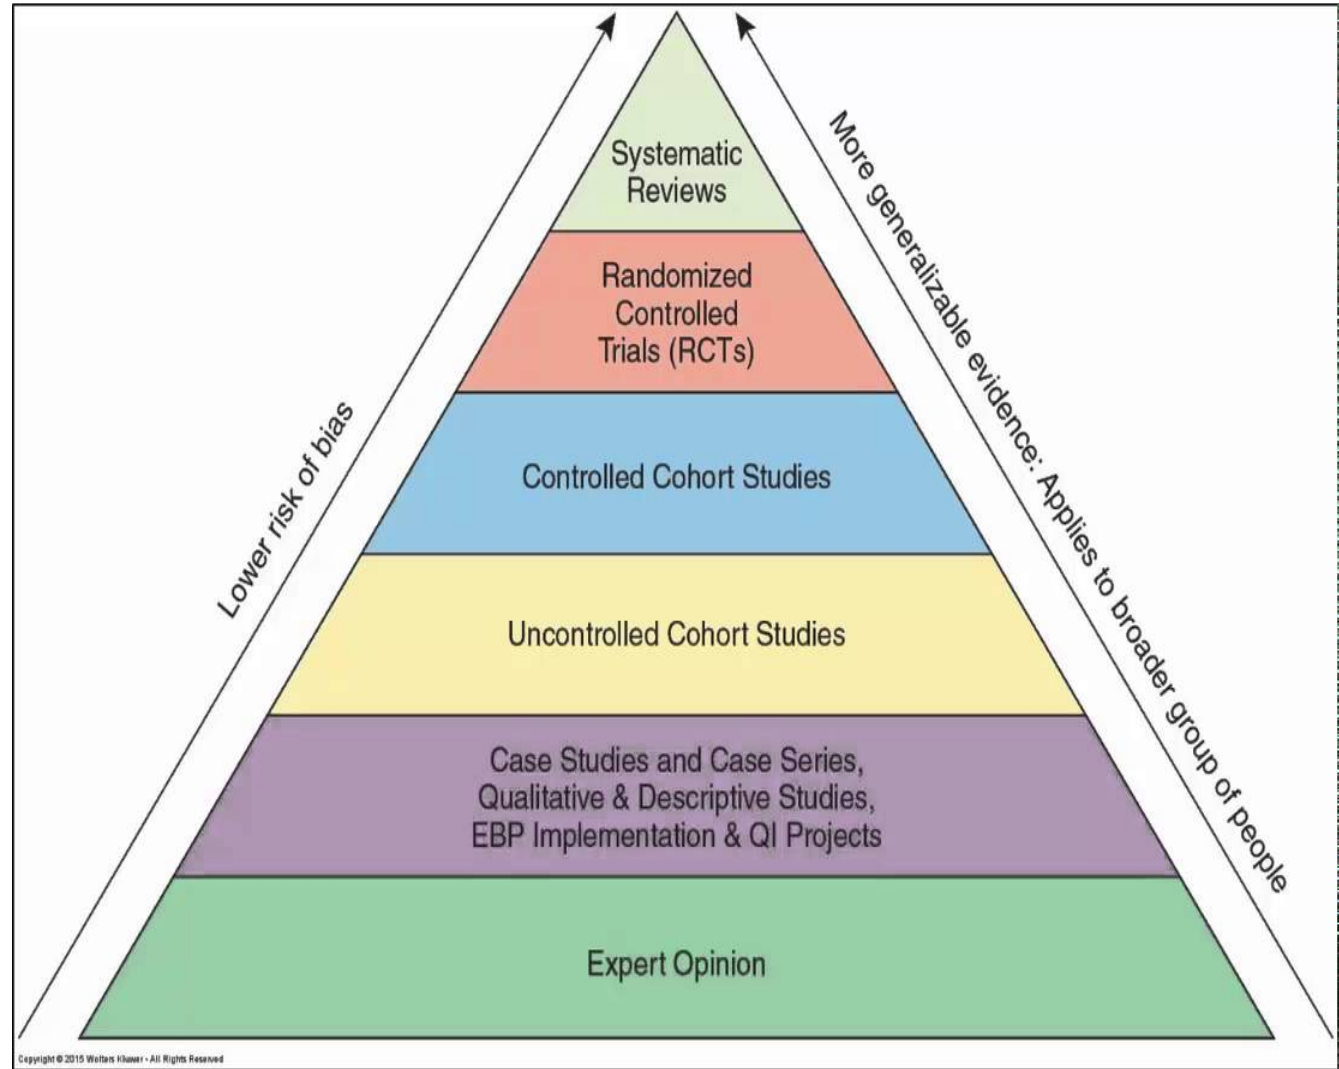 Systematic
Reviews
Randomized
Controlled
Trials (RCTs)
Controlled Cohort Studies
Uncontrolled Cohort Studies
Case Studies and Case Series,
Qualitative & Descriptive Studies,
EBP Implementation & QI Projects
Expert Opinion
Lower risk of bias
More generalizable evidence: Applies to broader group of people
Copyright © 2015 Wolters Kluwer • All Rights Reserved